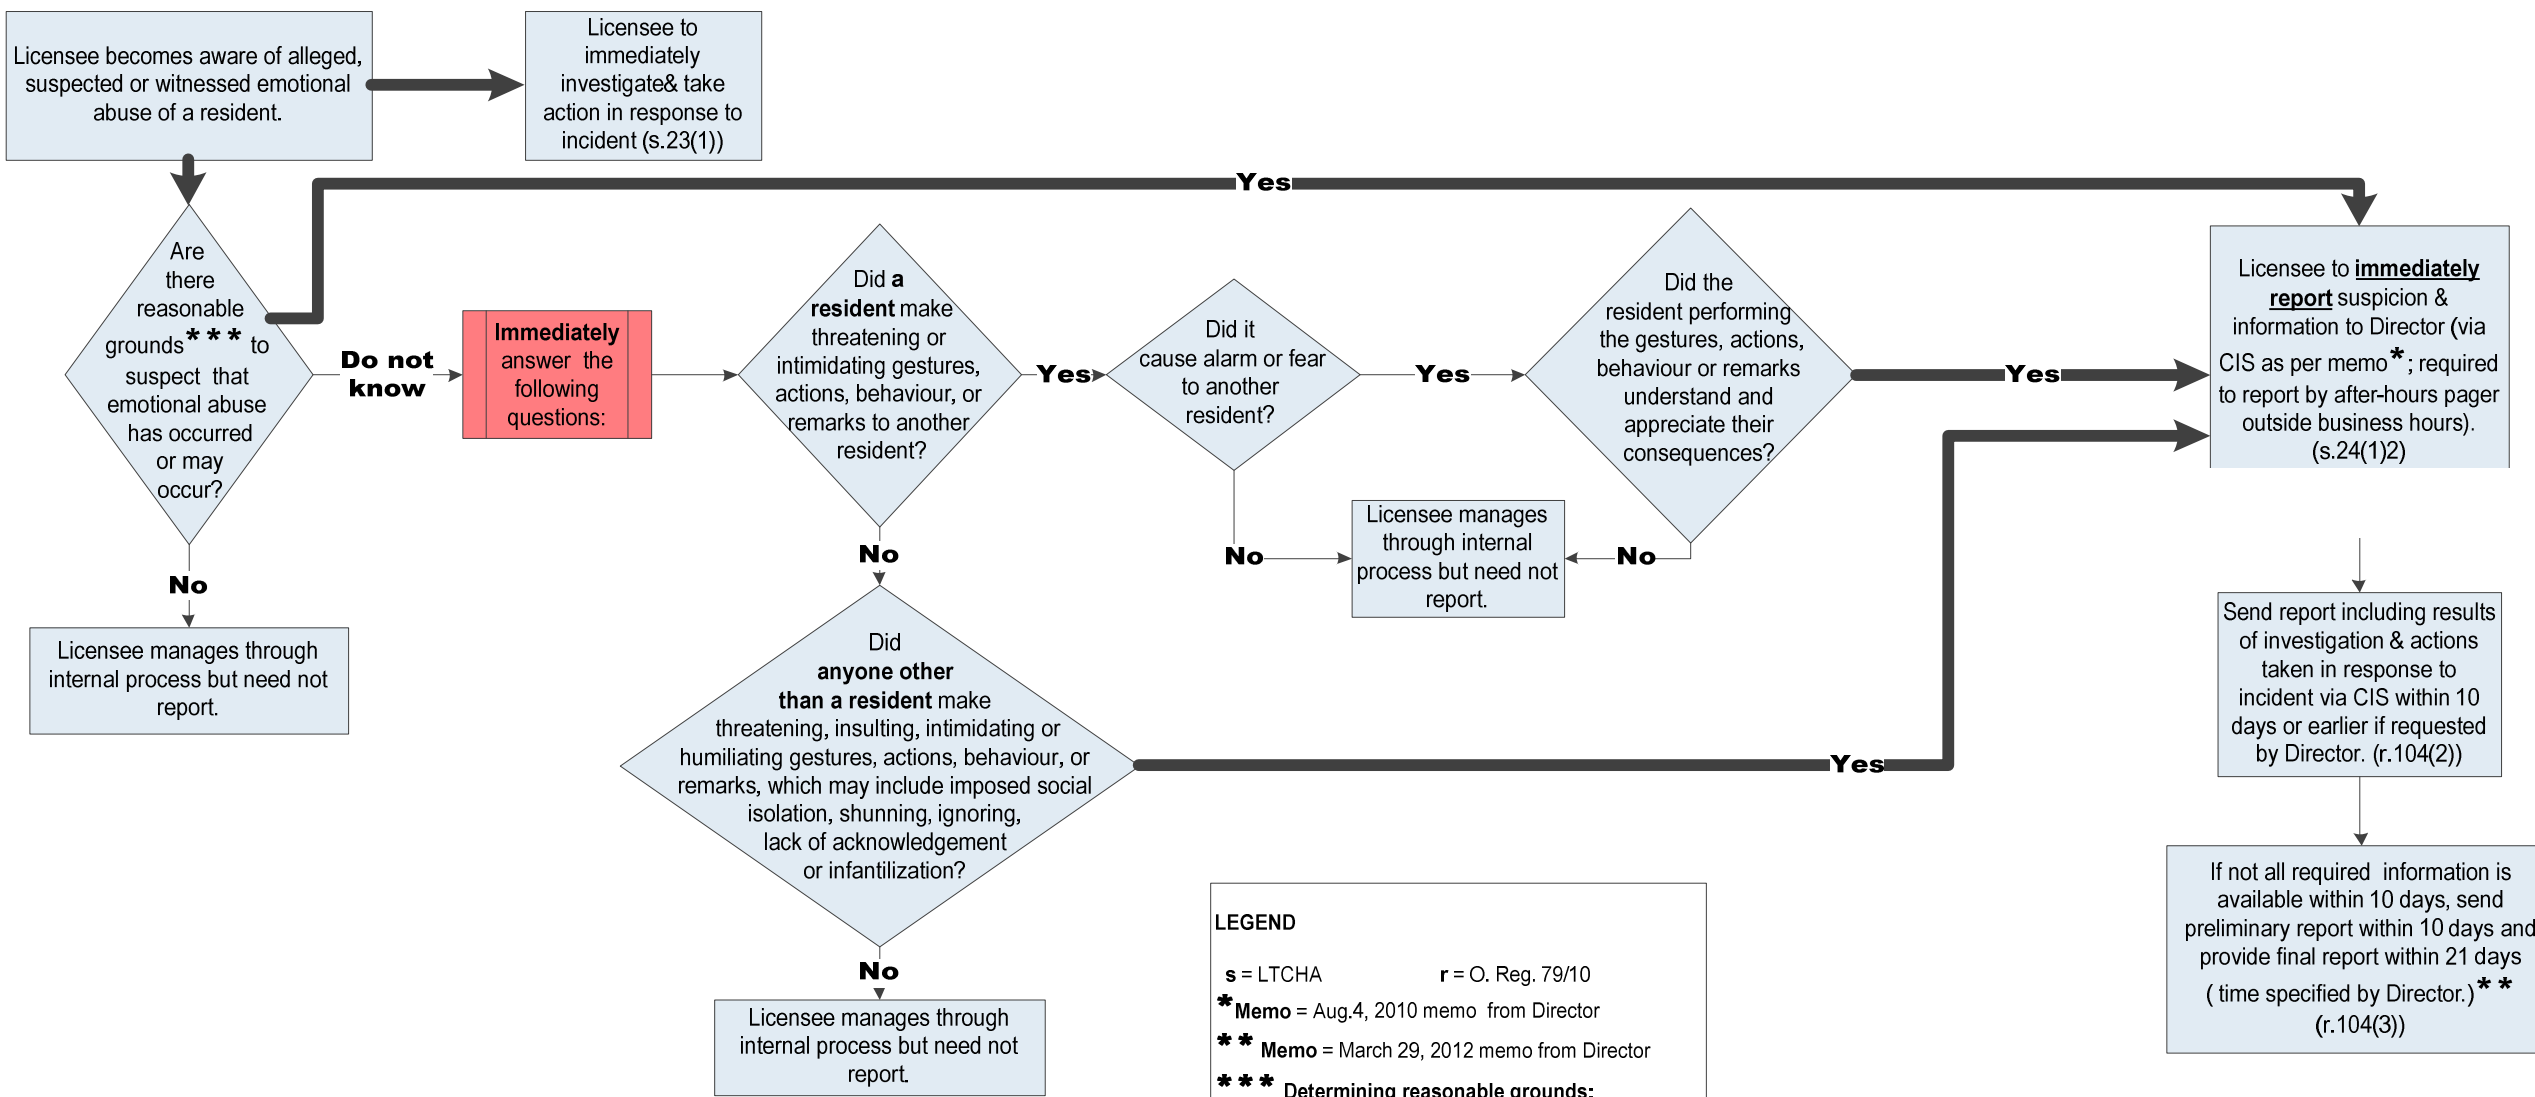 Licensee becomes aware of alleged,
suspected or witnessed emotional
abuse of a resident.
Licensee to
immediately
investigate& take
action in response to
incident (s.23(1))
Yes
Are
there
reasonable
grounds*** to
suspect that
emotional abuse
has occurred
or may
occur?
Do not
know
Immediately
answer the
following
questions:
Did a
resident make
threatening or
intimidating gestures,
actions, behaviour, or
remarks to another
resident?
Yes
Did it
cause alarm or fear
to another
resident?
Yes
Did the
resident performing
the gestures, actions,
behaviour or remarks
understand and
appreciate their
consequences?
Yes
Licensee to immediately
report suspicion &
information to Director (via
CIS as per memo*; required
to report by after-hours pager
outside business hours).
(s.24(1)2)
No
Licensee manages through
internal process but need not
report.
No
No
Licensee manages
through internal
process but need not
report.
No
Did
anyone other
than a resident make
threatening, insulting, intimidating or
humiliating gestures, actions, behaviour, or
remarks, which may include imposed social
isolation, shunning, ignoring,
lack of acknowledgement
or infantilization?
Yes
Send report including results
of investigation & actions
taken in response to
incident via CIS within 10
days or earlier if requested
by Director. (r.104(2))
If not all required information is
available within 10 days, send
preliminary report within 10 days and
provide final report within 21 days
( time specified by Director.)**
(r.104(3))
No
Licensee manages through
internal process but need not
report.
LEGEND
s = LTCHA r = O. Reg. 79/10
*Memo = Aug.4, 2010 memo from Director
** Memo = March 29, 2012 memo from Director
*** Determining reasonable grounds: